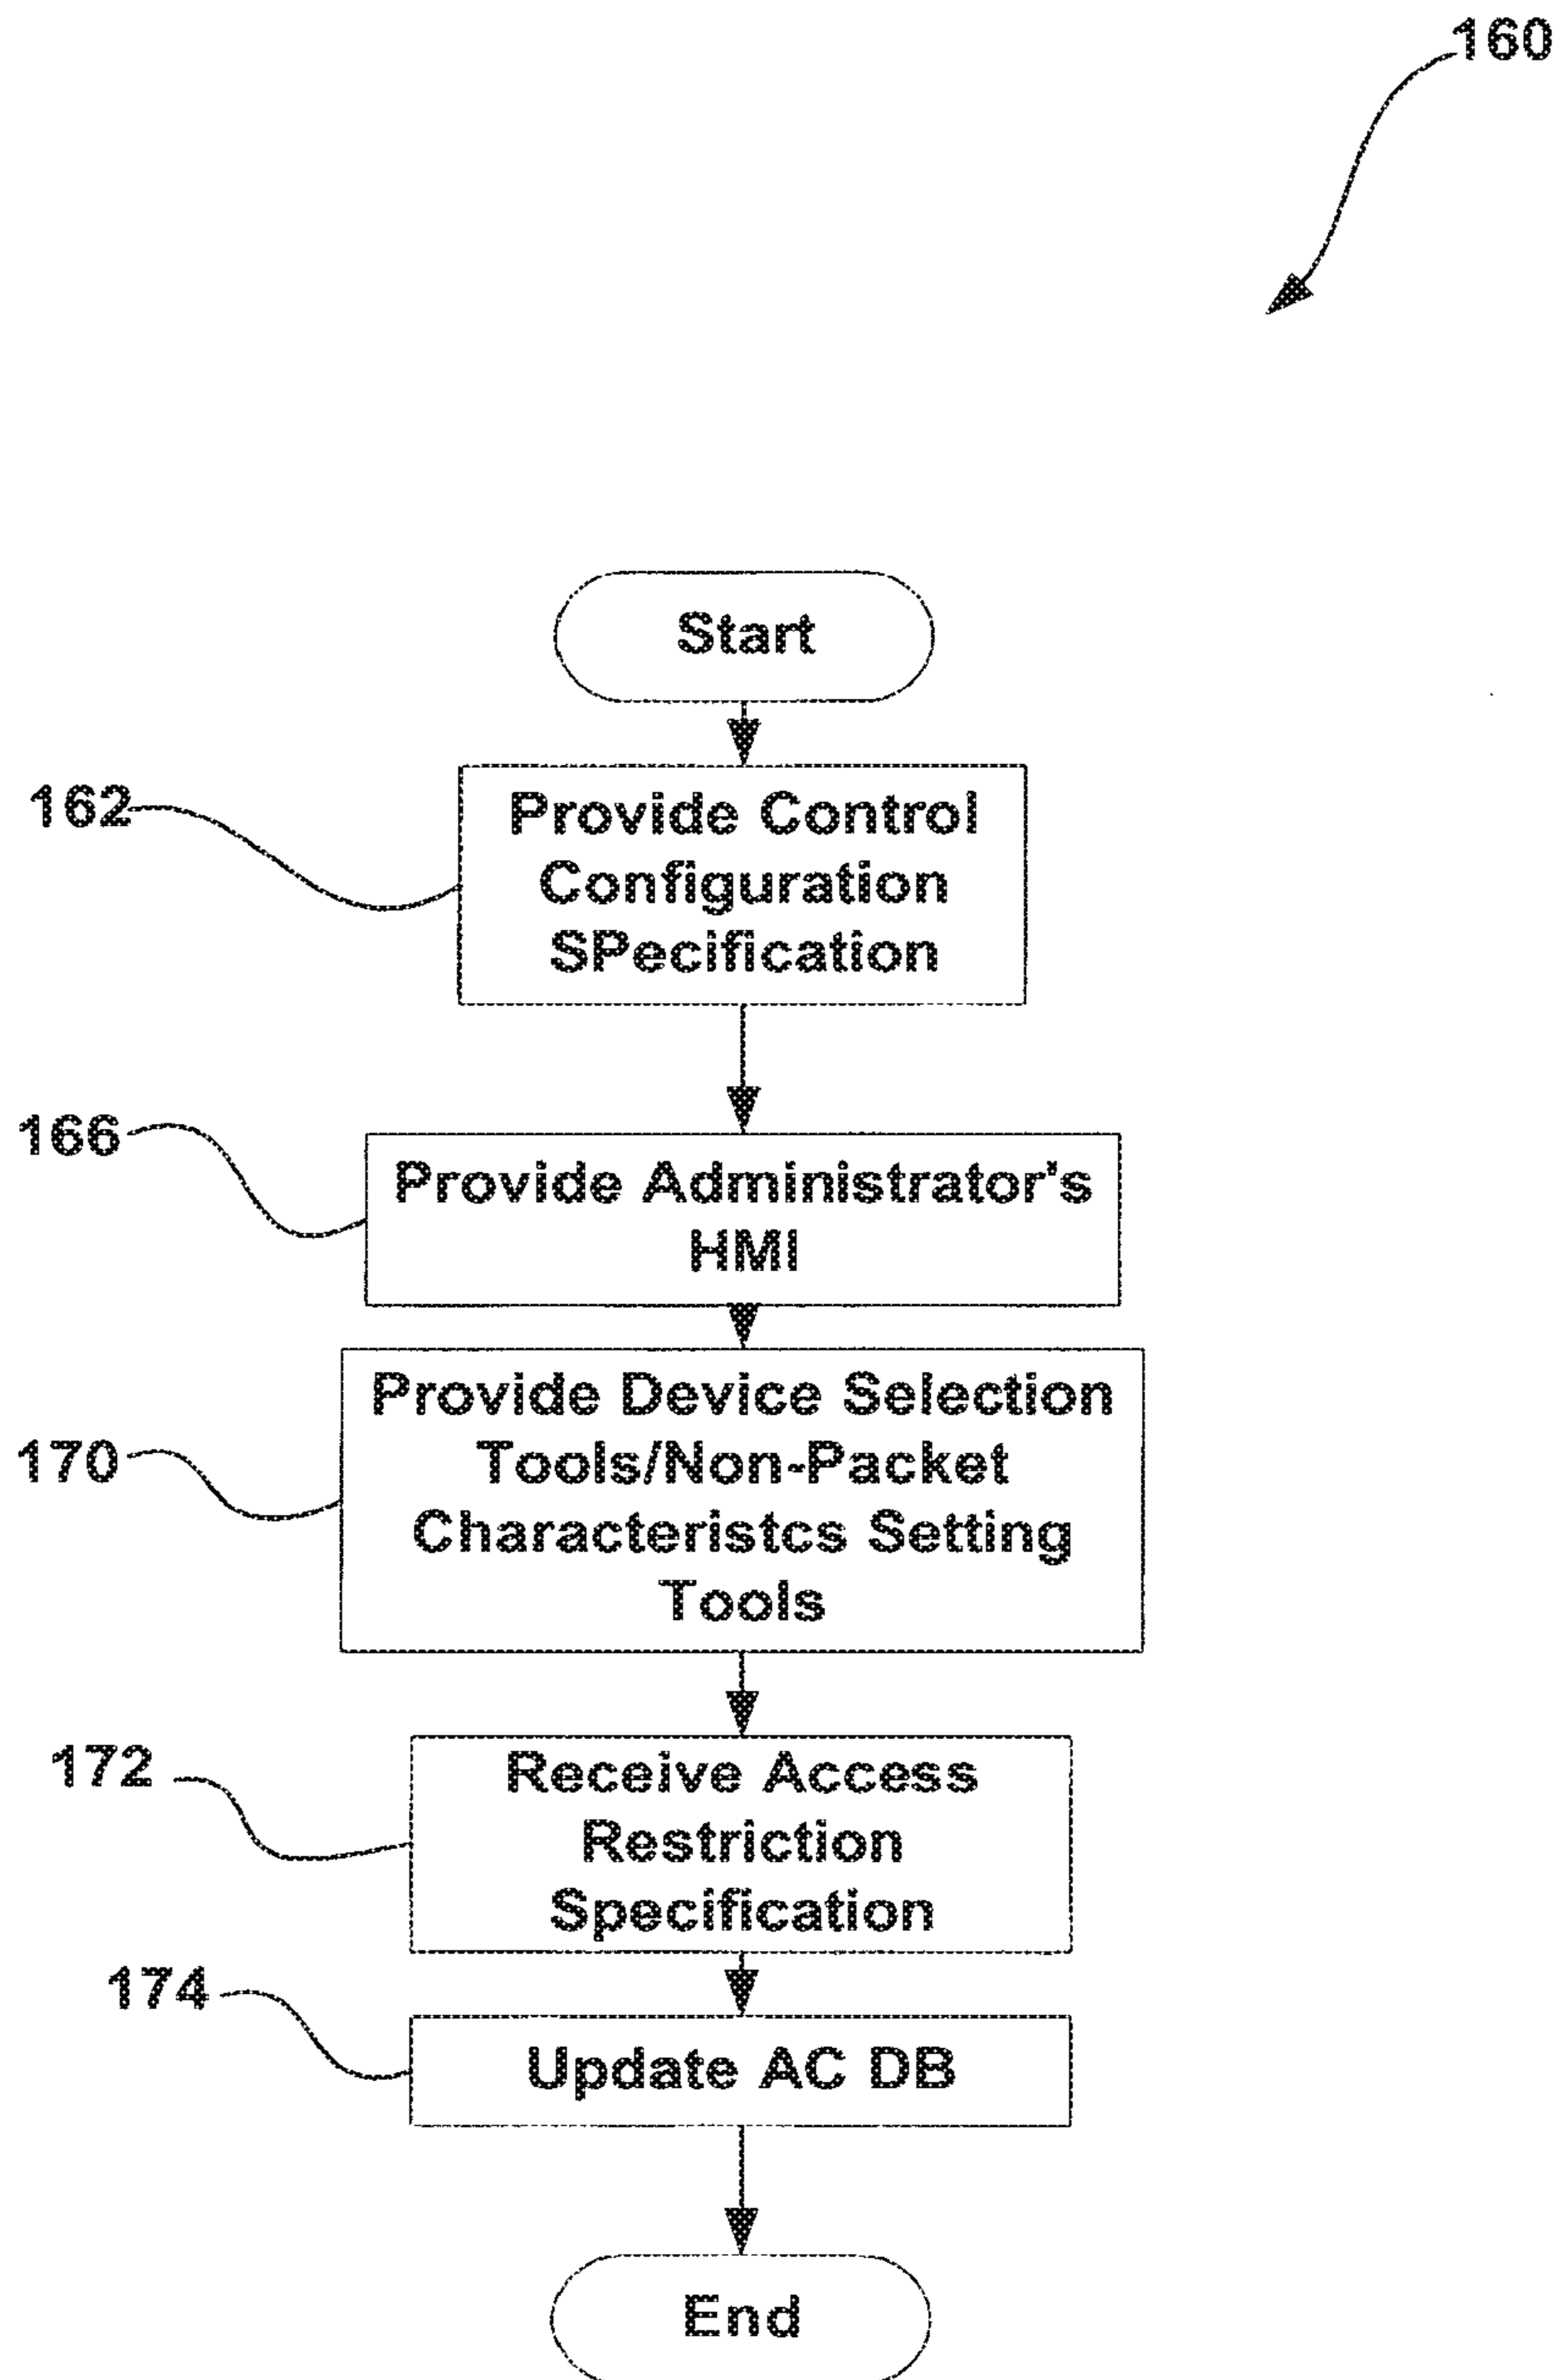 160
Start
162
Provide Control
Configuration
SPecification
166
Provide Administrator's
HMI
170
Provide Device Selection
Tools/Non-Packet
Characteristcs Setting
Tools
172
Receive Access
Restriction
Specification
174
Update AC DB
End